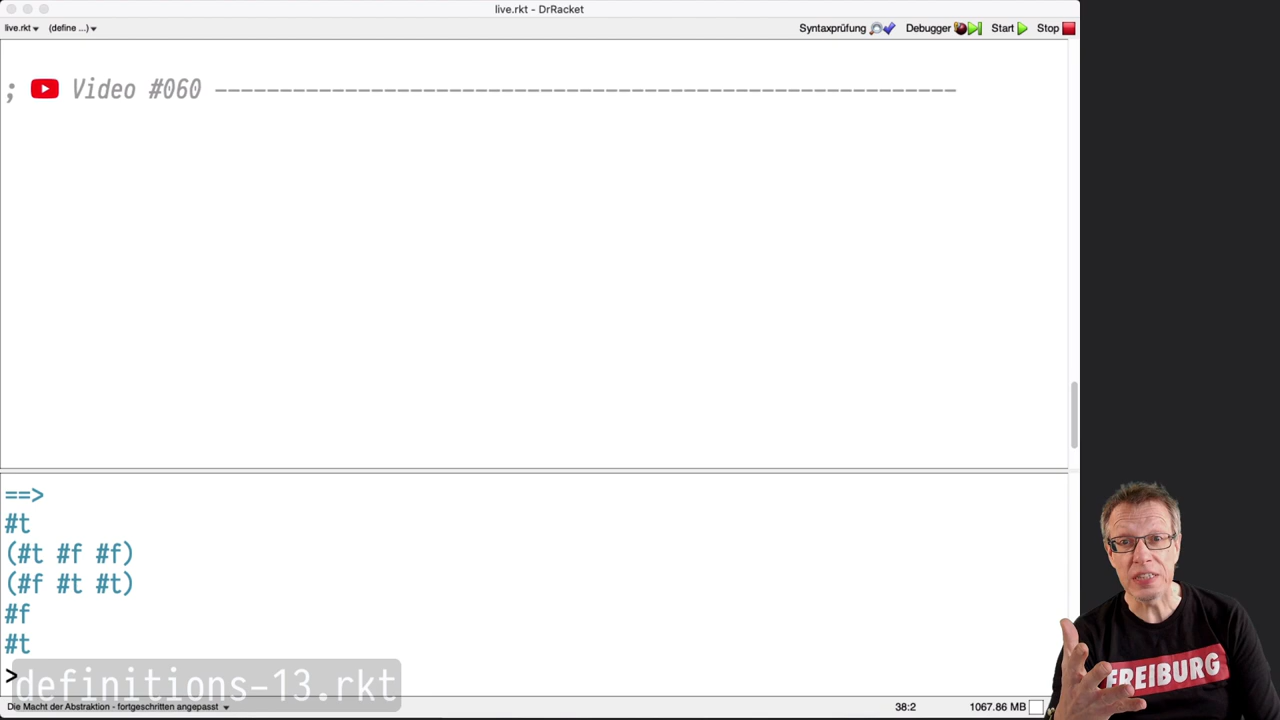 live.rkt - DrRacket
live.rkt (define ...) Syntaxprüfung Debugger Start Stop
; Video #060 ---------------------------------------------------------
==>
#t
(#t #f #f)
(#f #t #t)
#f
#t
>
definitions-13.rkt
Die Macht der Abstraktion - fortgeschritten angepasst 38:2 1067.86 MB
FREIBURG